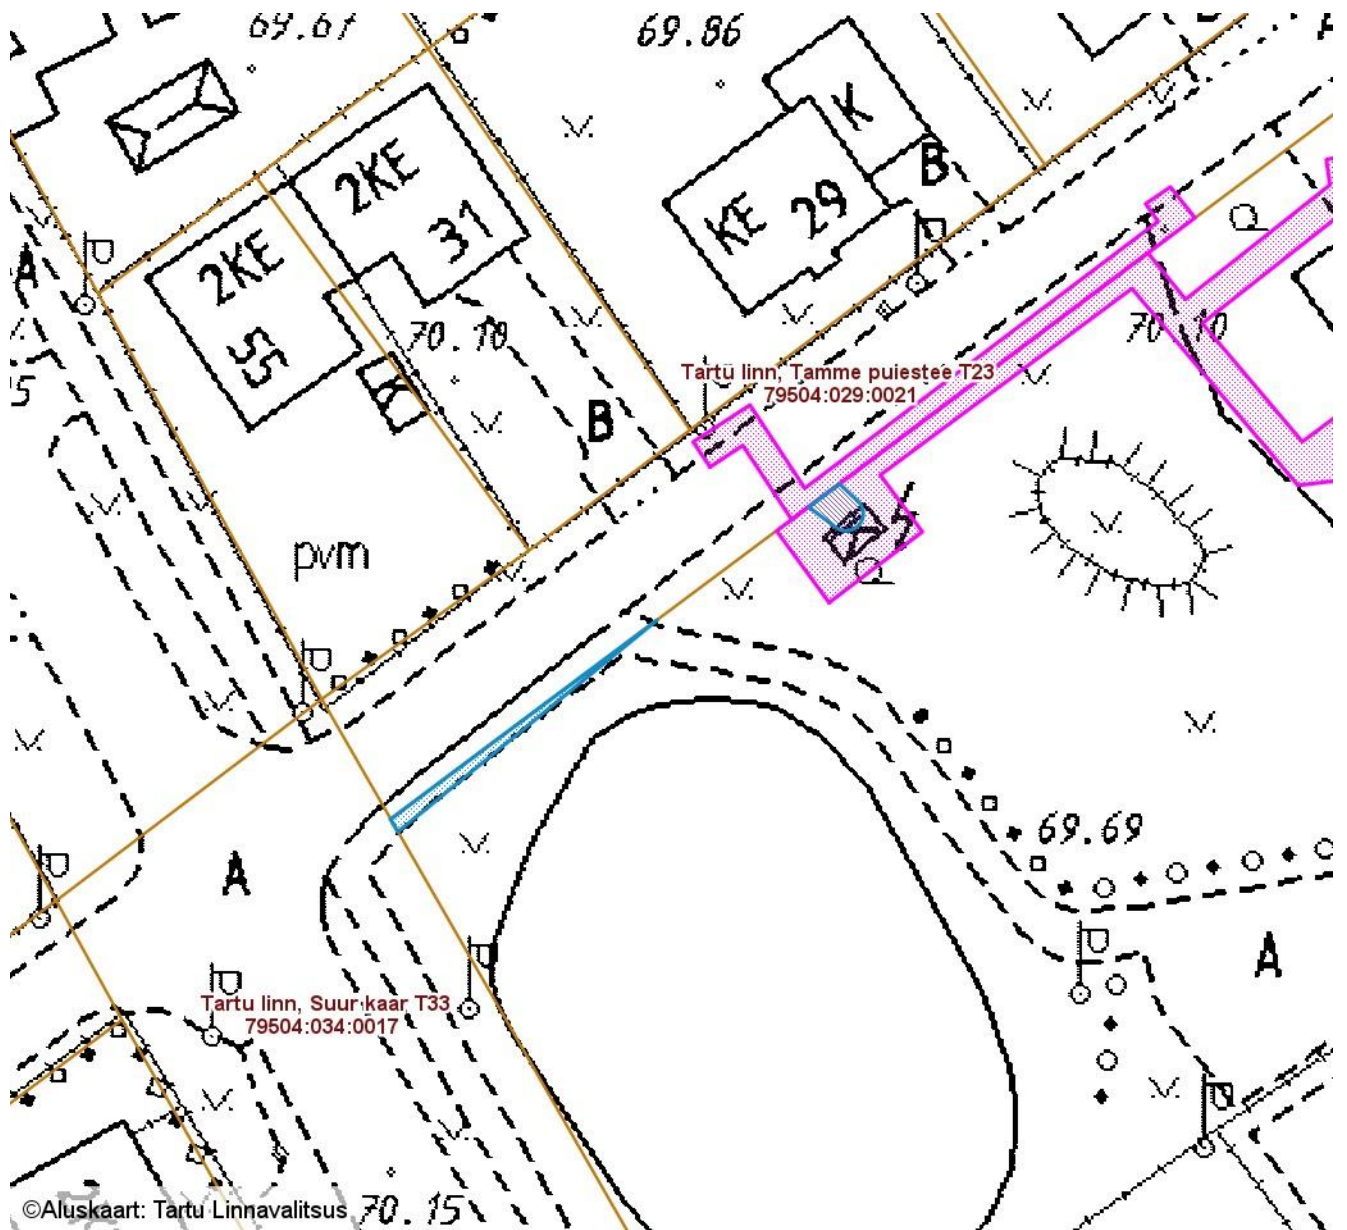 69.67
69.86
K
B
2KE
31
KE
29
2KE
55
A
70.10
70.10
K
B
Tartu linn, Tamme puiestee T23
79504:029:0021
pvm
69.69
A
A
Tartu linn, Suur kaar T33
79504:034:0017
70.15
©Aluskaart: Tartu Linnavalitsus